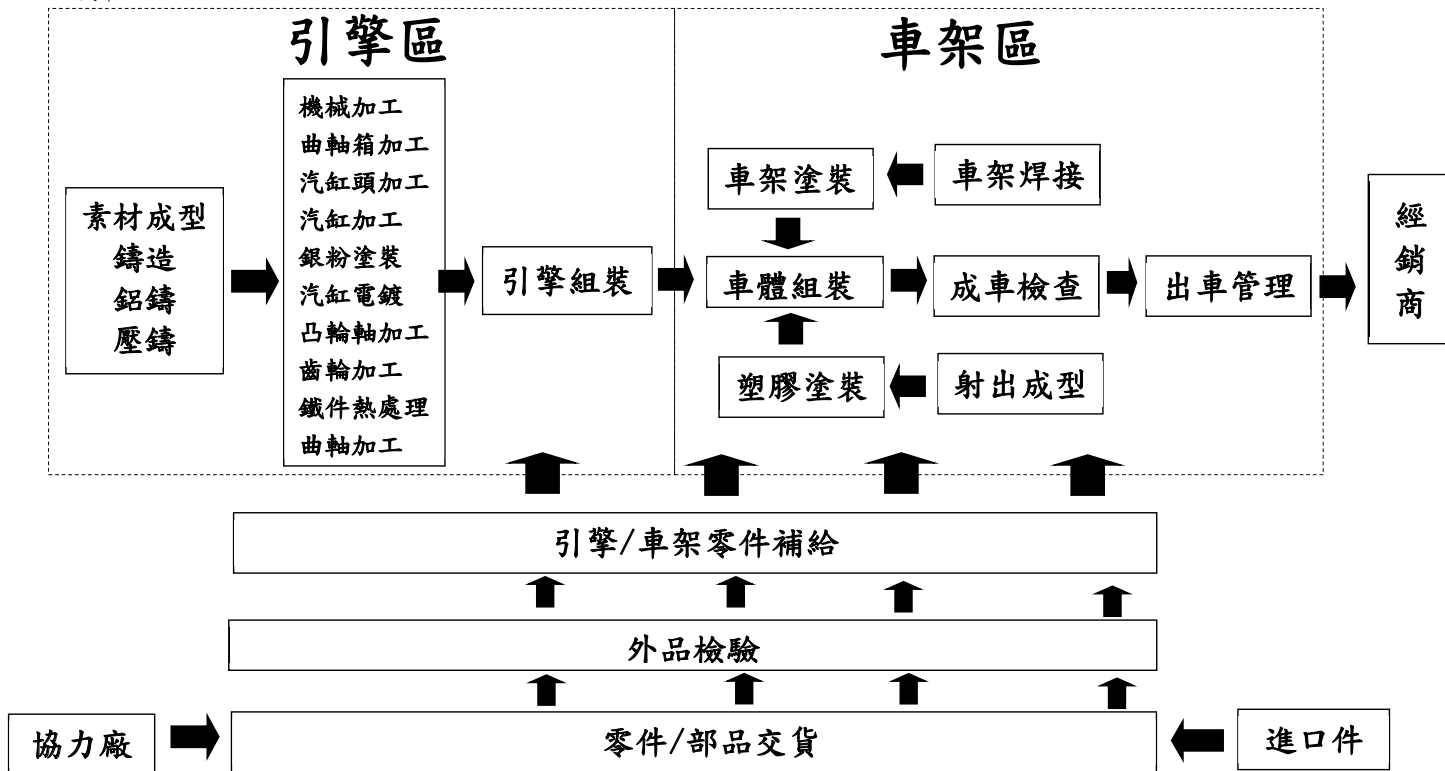 引擎區
車架區
素材成型
鑄造
鋁鑄
壓鑄
機械加工
曲軸箱加工
汽缸頭加工
汽缸加工
銀粉塗裝
汽缸電鍍
凸輪軸加工
齒輪加工
鐵件熱處理
曲軸加工
引擎組裝
車架塗裝
車架焊接
車體組裝
成車檢查
出車管理
塑膠塗裝
射出成型
經
銷
商
引擎/車架零件補給
外品檢驗
協力廠
零件/部品交貨
進口件